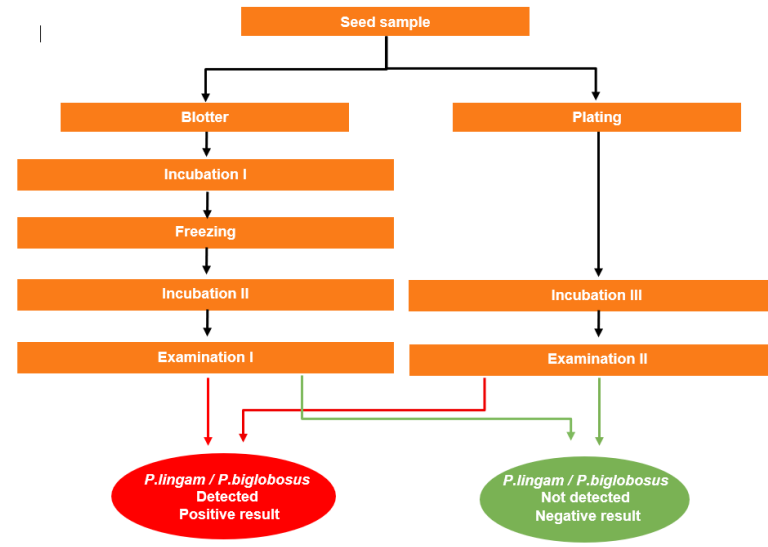 Seed sample
Blotter
Plating
Incubation I
Freezing
Incubation II
Incubation III
Examination I
Examination II
P.lingam / P.biglobosus
Detected
Positive result
P.lingam / P.biglobosus
Not detected
Negative result